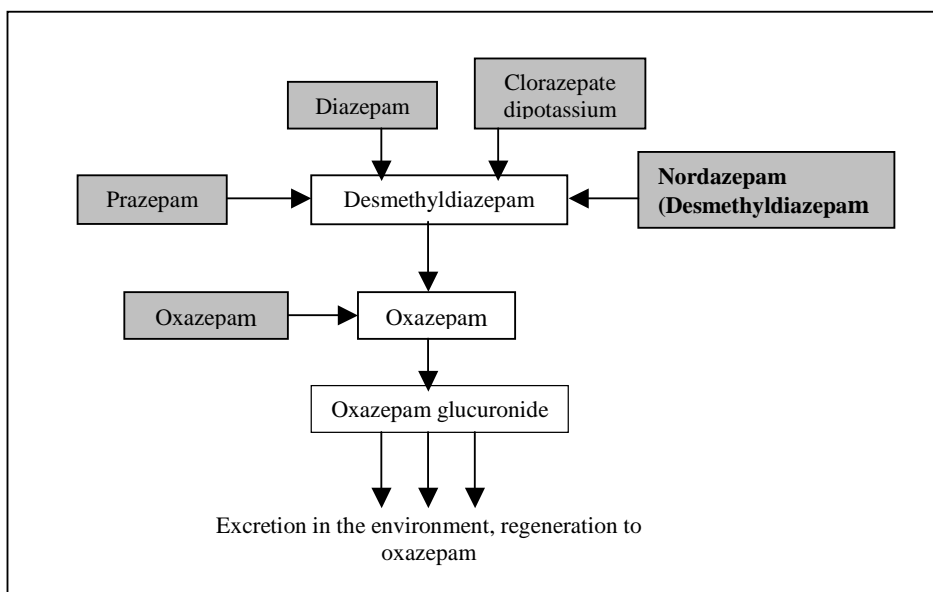 Diazepam
Clorazepate
dipotassium
Prazepam
Desmethyldiazepam
Nordazepam
(Desmethyldiazepam
Oxazepam
Oxazepam
Oxazepam glucuronide
Excretion in the environment, regeneration to
oxazepam